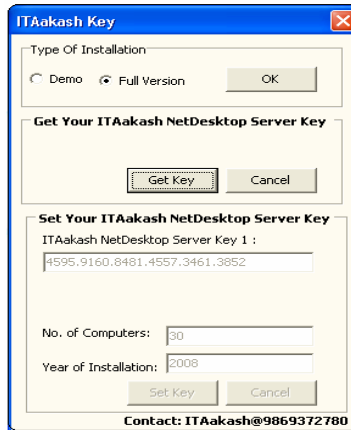 ITAakash Key
Type Of Installation
Demo Full Version OK
Get Your ITAakash NetDesktop Server Key
Get Key Cancel
Set Your ITAakash NetDesktop Server Key
ITAakash NetDesktop Server Key 1 :
4595.9160.8481.4557.3461.3852
No. of Computers: 30
Year of Installation: 2008
Set Key Cancel
Contact: ITAakash@9869372780